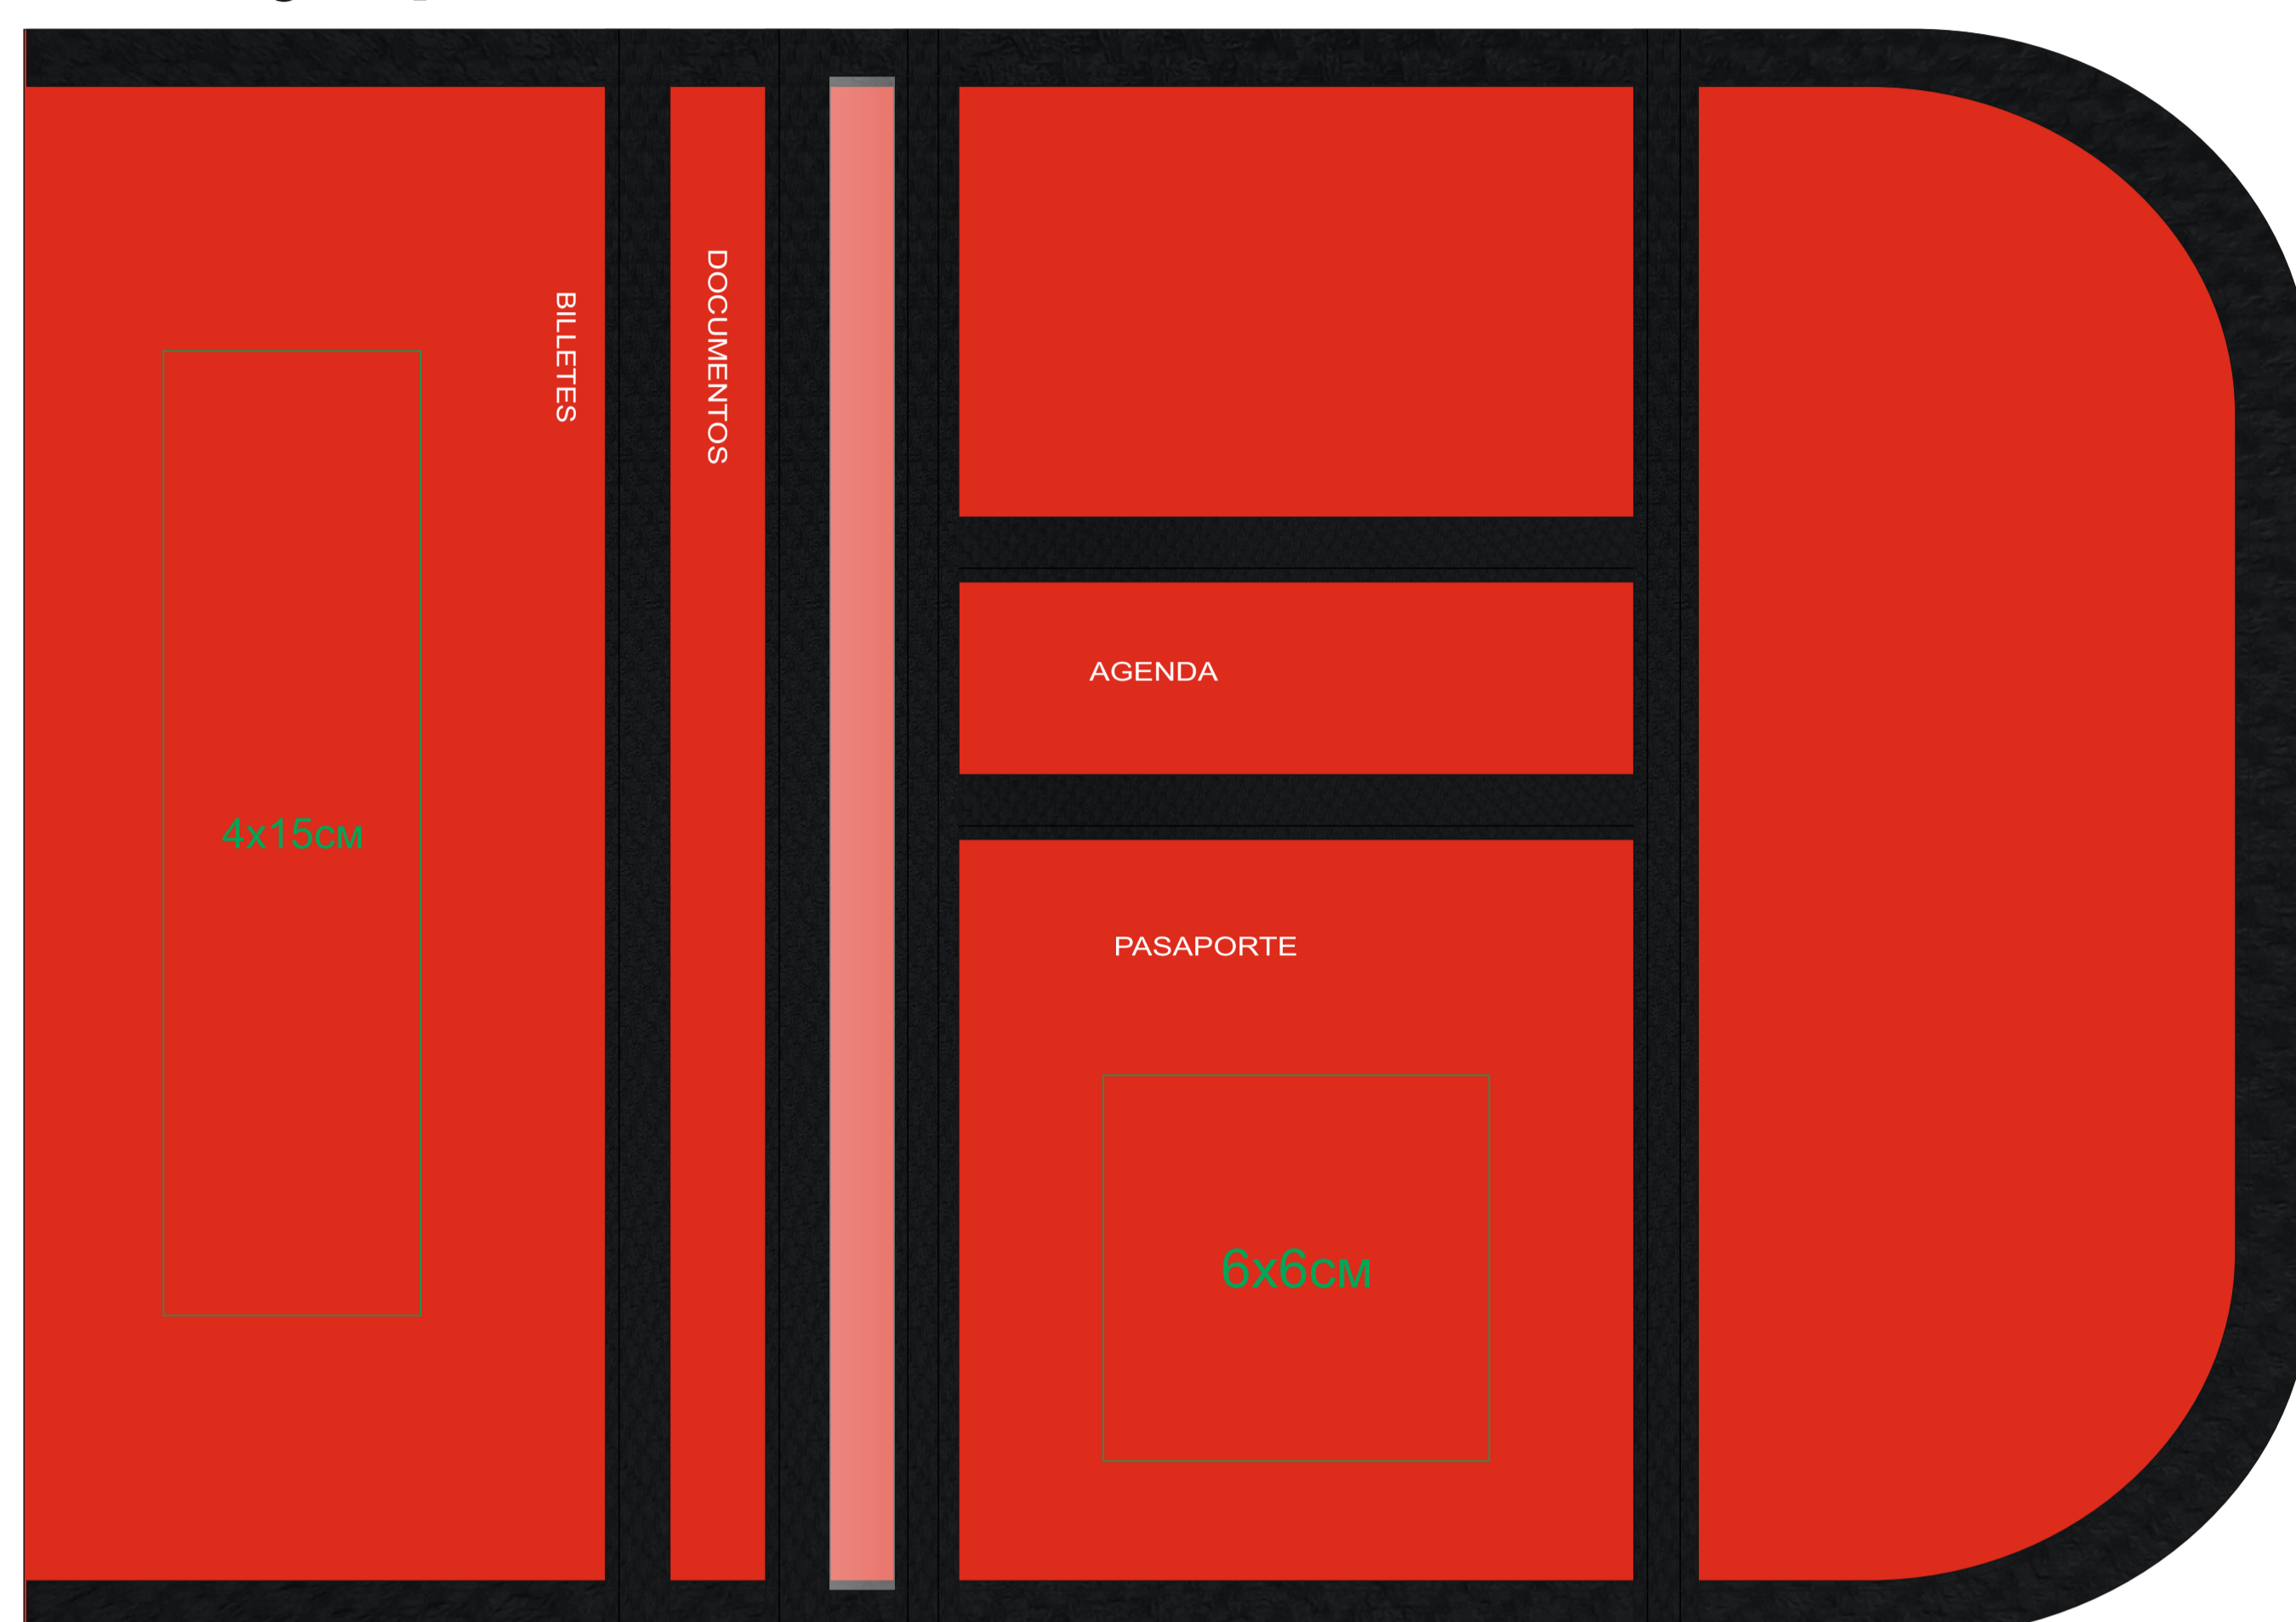 BILLETES
DOCUMENTOS
4x15см
AGENDA
PASAPORTE
6x6см